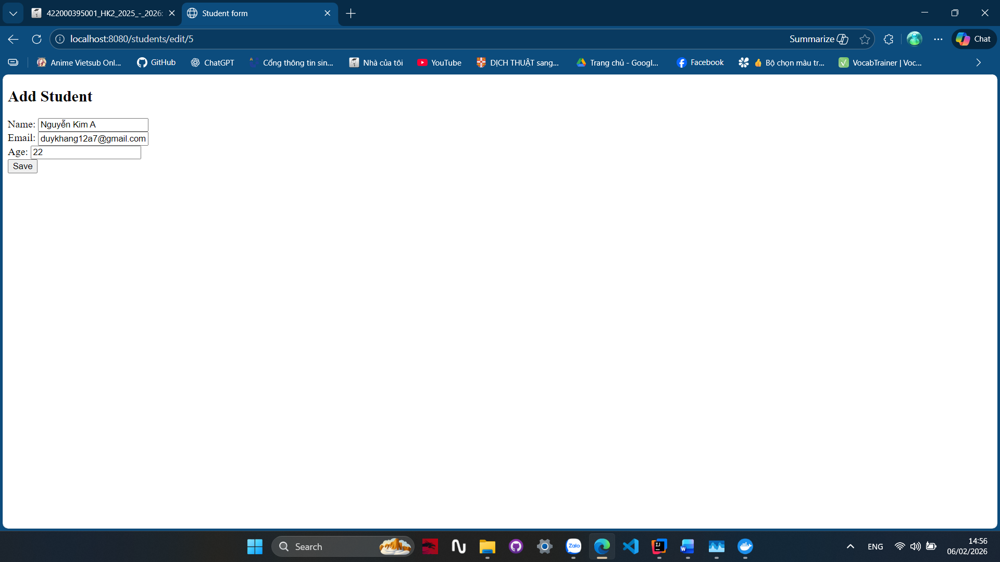 422000395001_HK2_2025_-_2026:
Student form
localhost:8080/students/edit/5
Summarize
Chat
Anime Vietsub Onl...
GitHub
ChatGPT
Cổng thông tin sin...
Nhà của tôi
YouTube
DỊCH THUẬT sang...
Trang chủ - Googl...
Facebook
👍 Bộ chọn màu tr...
VocabTrainer | Voc...
Add Student
Name: Nguyễn Kim A
Email: duykhang12a7@gmail.com
Age: 22
Save
Search
Zalo
ENG
14:56
06/02/2026